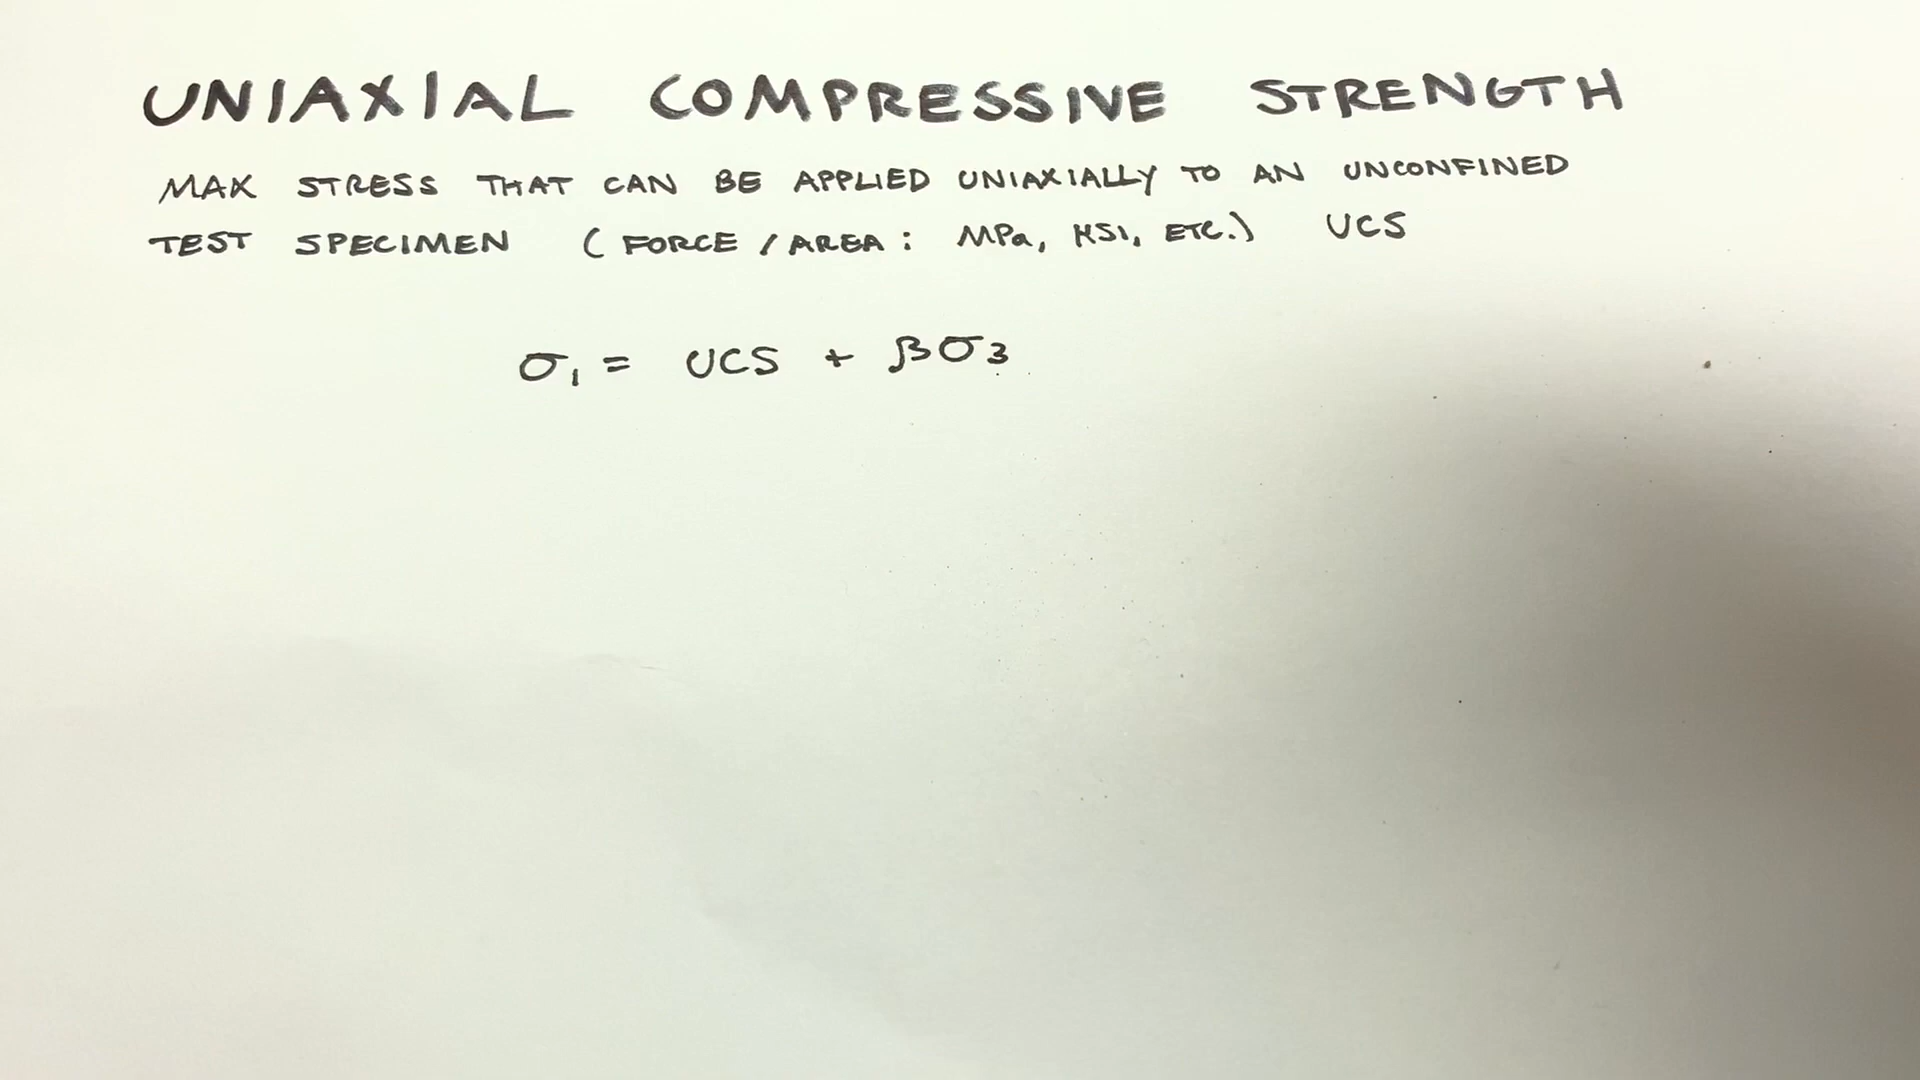 UNIAXIAL COMPRESSIVE STRENGTH
MAX STRESS THAT CAN BE APPLIED UNIAXIALLY TO AN UNCONFINED
TEST SPECIMEN (FORCE/AREA: MPa, KSI, ETC.) UCS
σ₁ = UCS + βσ₃